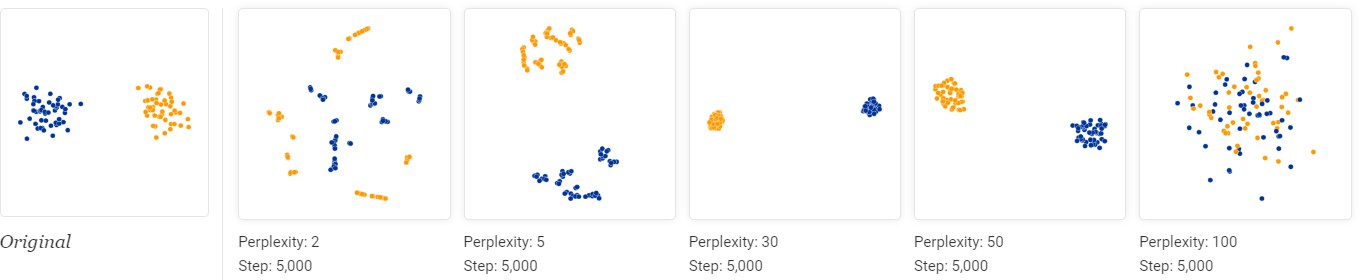 Original
Perplexity: 2
Step: 5,000
Perplexity: 5
Step: 5,000
Perplexity: 30
Step: 5,000
Perplexity: 50
Step: 5,000
Perplexity: 100
Step: 5,000